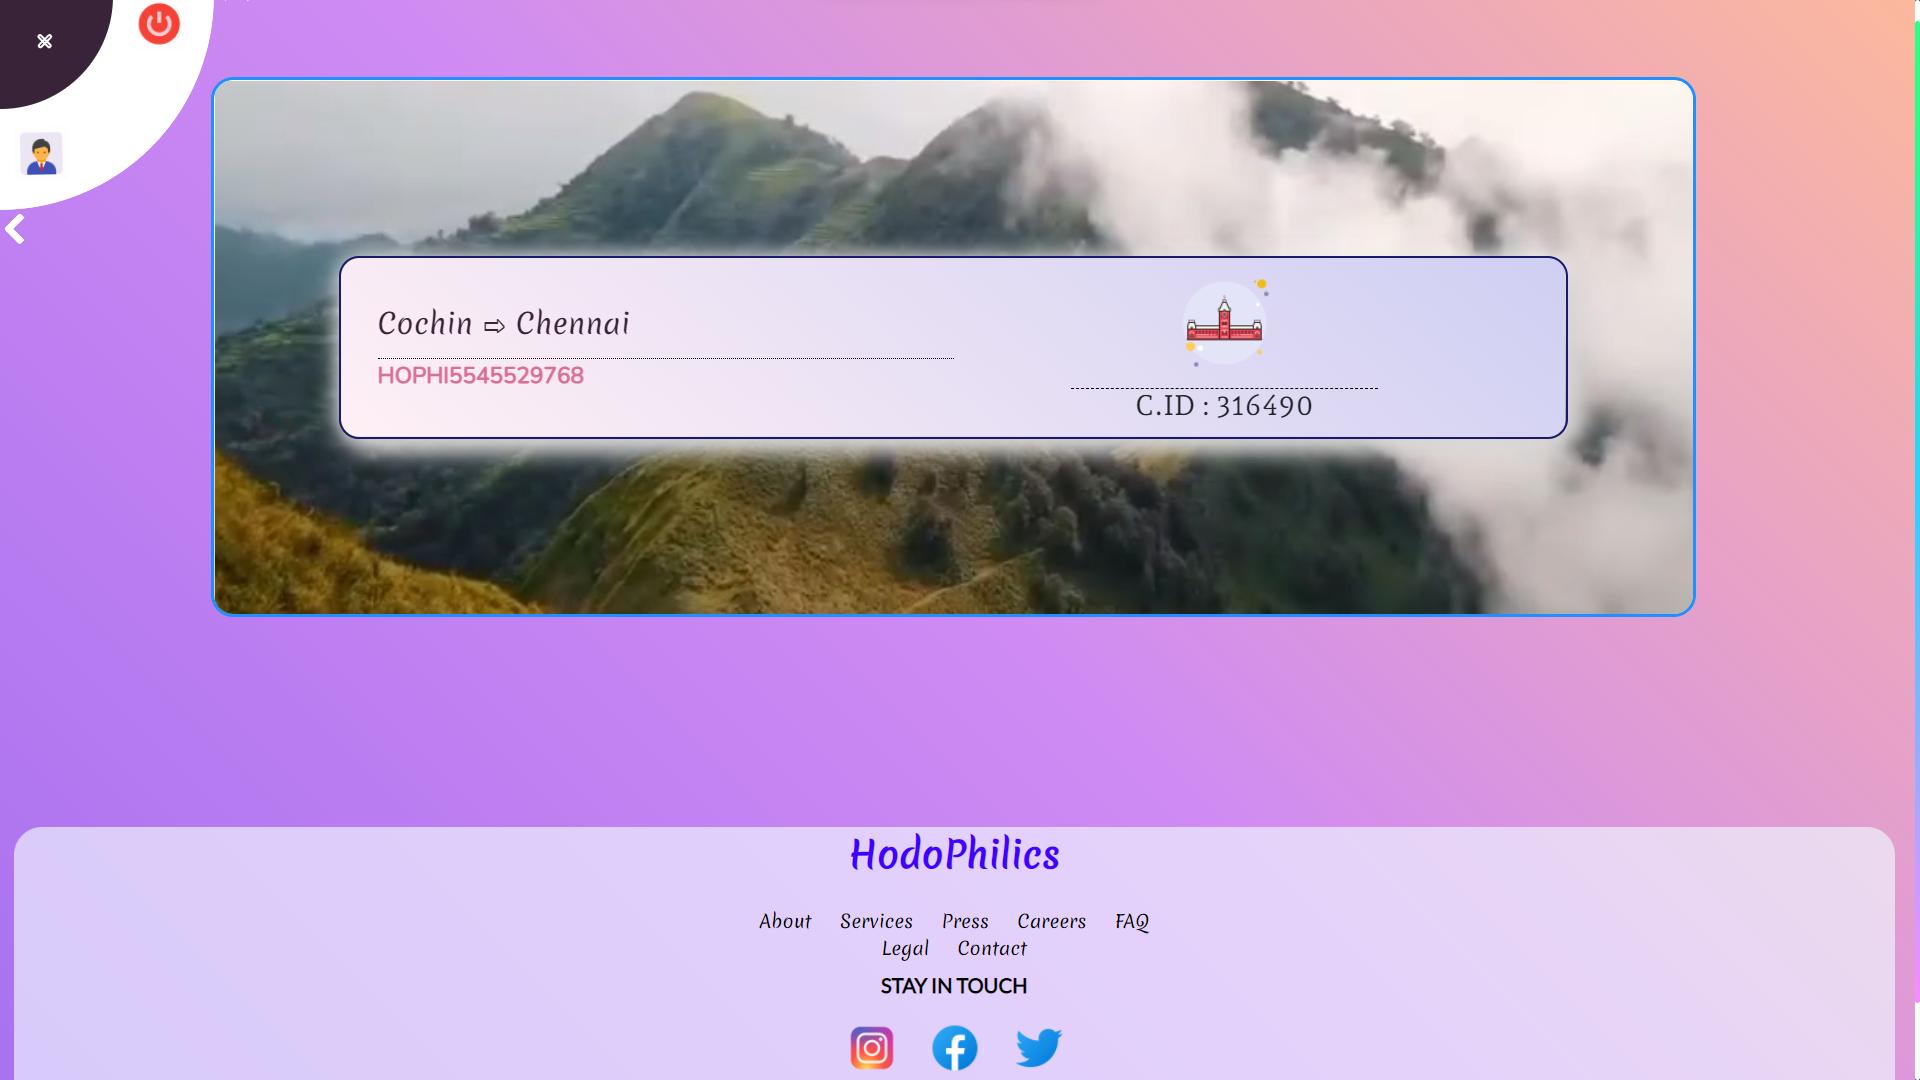 Cochin ⇨ Chennai
HOPHI5545529768
C.ID : 316490
HodoPhilics
About Services Press Careers FAQ
Legal Contact
STAY IN TOUCH